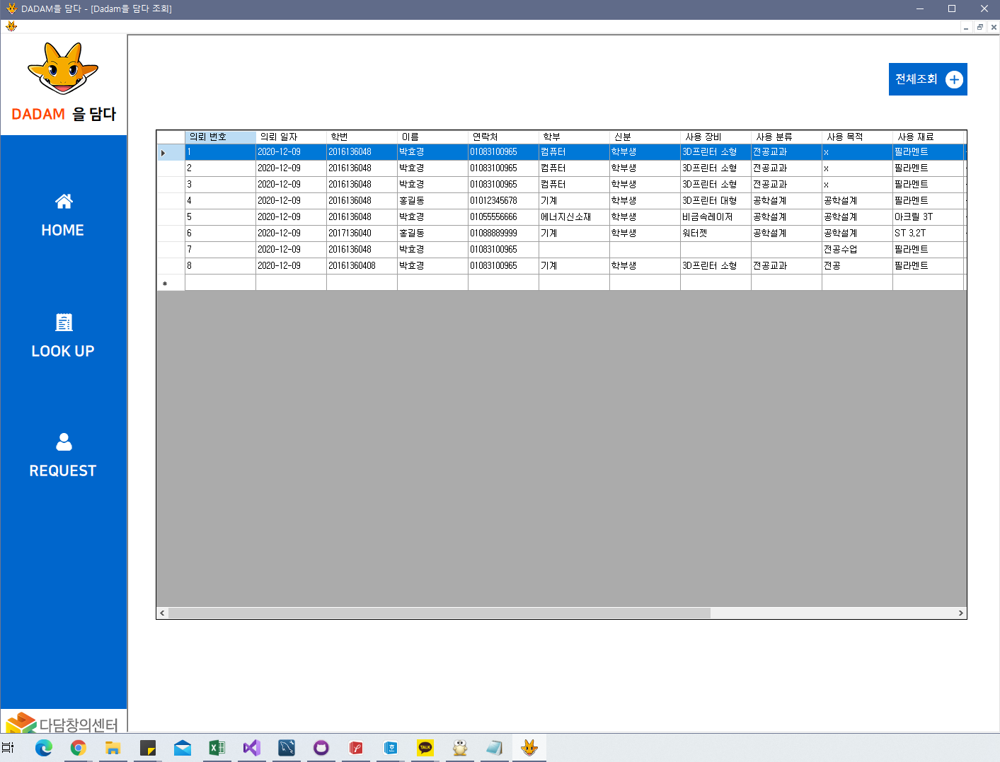 DADAM을 담다 - [Dadam을 담다 조회]
DADAM 을 담다
전체조회
HOME
LOOK UP
REQUEST
의뢰 번호 의뢰 일자 학번 이름 연락처 학부 신분 사용 장비 사용 분류 사용 목적 사용 재료
1 2020-12-09 2016136048 박효경 01083100965 컴퓨터 학부생 3D프린터 소형 전공교과 x 필라멘트
2 2020-12-09 2016136048 박효경 01083100965 컴퓨터 학부생 3D프린터 소형 전공교과 x 필라멘트
3 2020-12-09 2016136048 박효경 01083100965 컴퓨터 학부생 3D프린터 소형 전공교과 x 필라멘트
4 2020-12-09 2016136048 홍길동 01012345678 기계 학부생 3D프린터 대형 공학설계 공학설계 필라멘트
5 2020-12-09 2016136048 박효경 01055556666 에너지신소재 학부생 비금속레이저 공학설계 공학설계 아크릴 3T
6 2020-12-09 2017136040 홍길동 01088889999 기계 학부생 워터젯 공학설계 공학설계 ST 3,2T
7 2020-12-09 2016136048 박효경 01083100965 전공수업 필라멘트
8 2020-12-09 20161360408 박효경 01083100965 기계 학부생 3D프린터 소형 전공교과 전공 필라멘트
다담창의센터
TALK